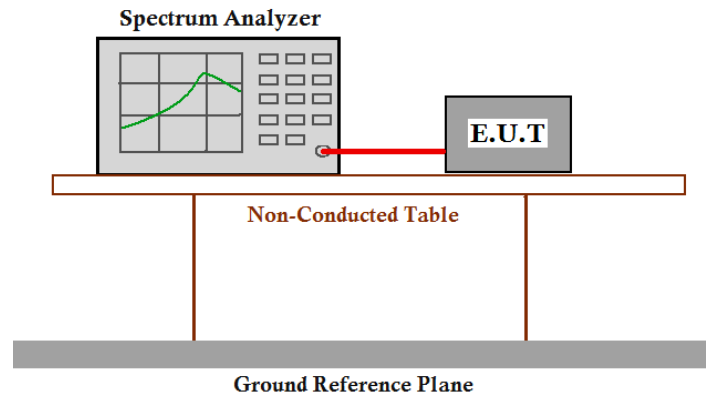 Spectrum Analyzer
E.U.T
Non-Conducted Table
Ground Reference Plane